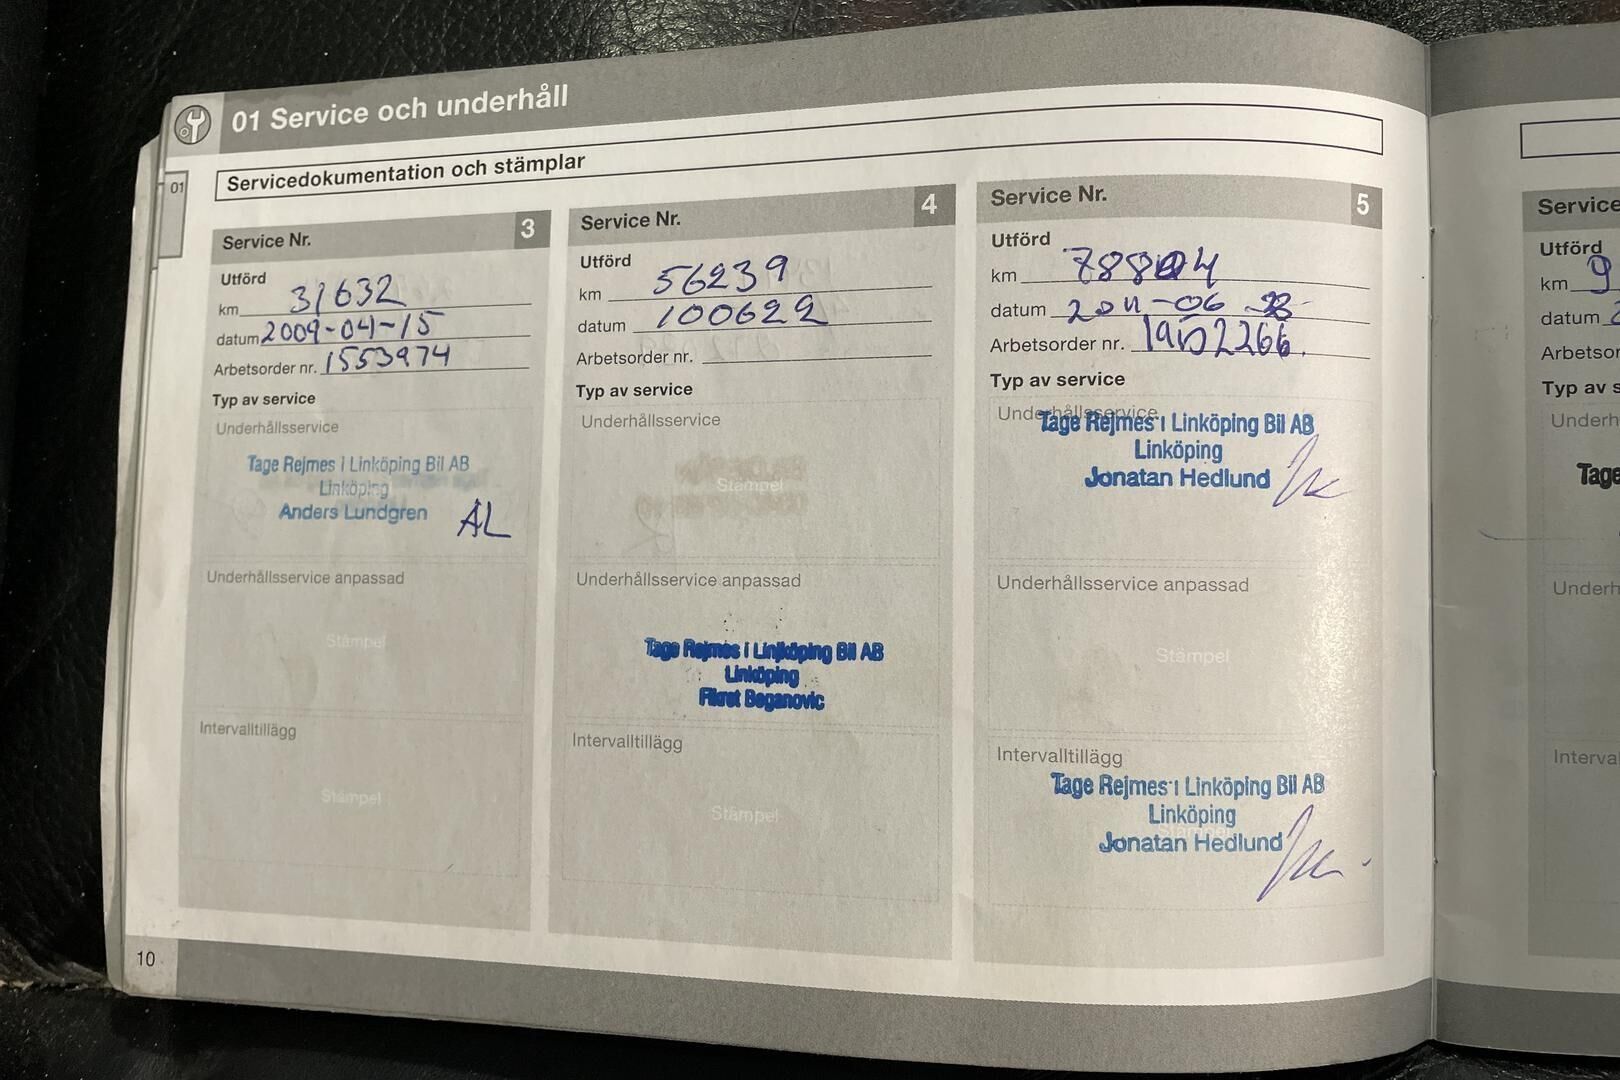 01 Service och underhåll
Servicedokumentation och stämplar
01
Service Nr. 3
Utförd
km 31632
datum 2009-04-15
Arbetsorder nr. 1553974
Typ av service
Underhållsservice
Tage Rejmes i Linköping Bil AB
Linköping
Anders Lundgren AL
Underhållsservice anpassad
Stämpel
Intervalltillägg
Stämpel
Service Nr. 4
Utförd
km 56239
datum 100622
Arbetsorder nr.
Typ av service
Underhållsservice
Stämpel
Underhållsservice anpassad
Tage Rejmes i Linköping Bil AB
Linköping
Fikret Beganovic
Intervalltillägg
Stämpel
Service Nr. 5
Utförd
km
datum 2011-06
Arbetsorder nr.
Typ av service
Underhållsservice
Tage Rejmes i Linköping Bil AB
Linköping
Jonatan Hedlund
Underhållsservice anpassad
Stämpel
Intervalltillägg
Tage Rejmes i Linköping Bil AB
Linköping
Jonatan Hedlund
10
Service
Utförd
km 9
datum
Arbetsor
Typ av s
Underh
Tage
Underh
Interva